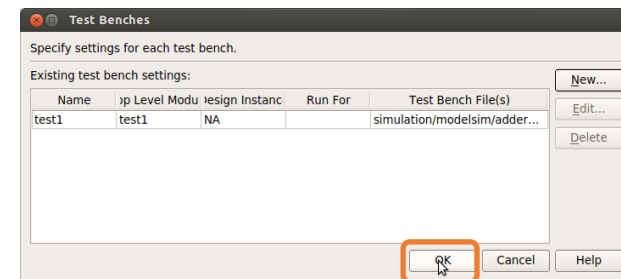 Test Benches
Specify settings for each test bench.
Existing test bench settings:
New...
Name op Level Modu Design Instanc Run For Test Bench File(s)
Edit...
test1 test1 NA simulation/modelsim/adder...
Delete
OK Cancel Help